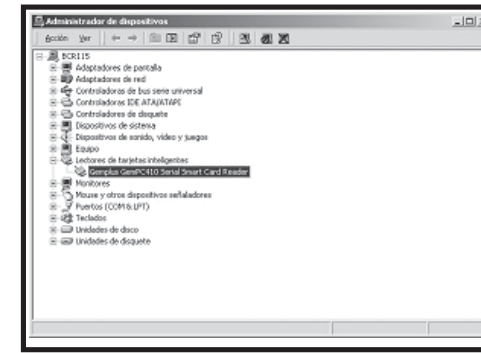 Administrador de dispositivos
Acción Ver
BCR115
Adaptadores de pantalla
Adaptadores de red
Controladoras de bus serie universal
Controladoras IDE ATA/ATAPI
Controladores de disquete
Dispositivos de sistema
Dispositivos de sonido, vídeo y juegos
Equipo
Lectores de tarjetas inteligentes
Gemplus GemPC410 Serial Smart Card Reader
Monitores
Mouse y otros dispositivos señaladores
Puertos (COM & LPT)
Teclados
Unidades de disco
Unidades de disquete